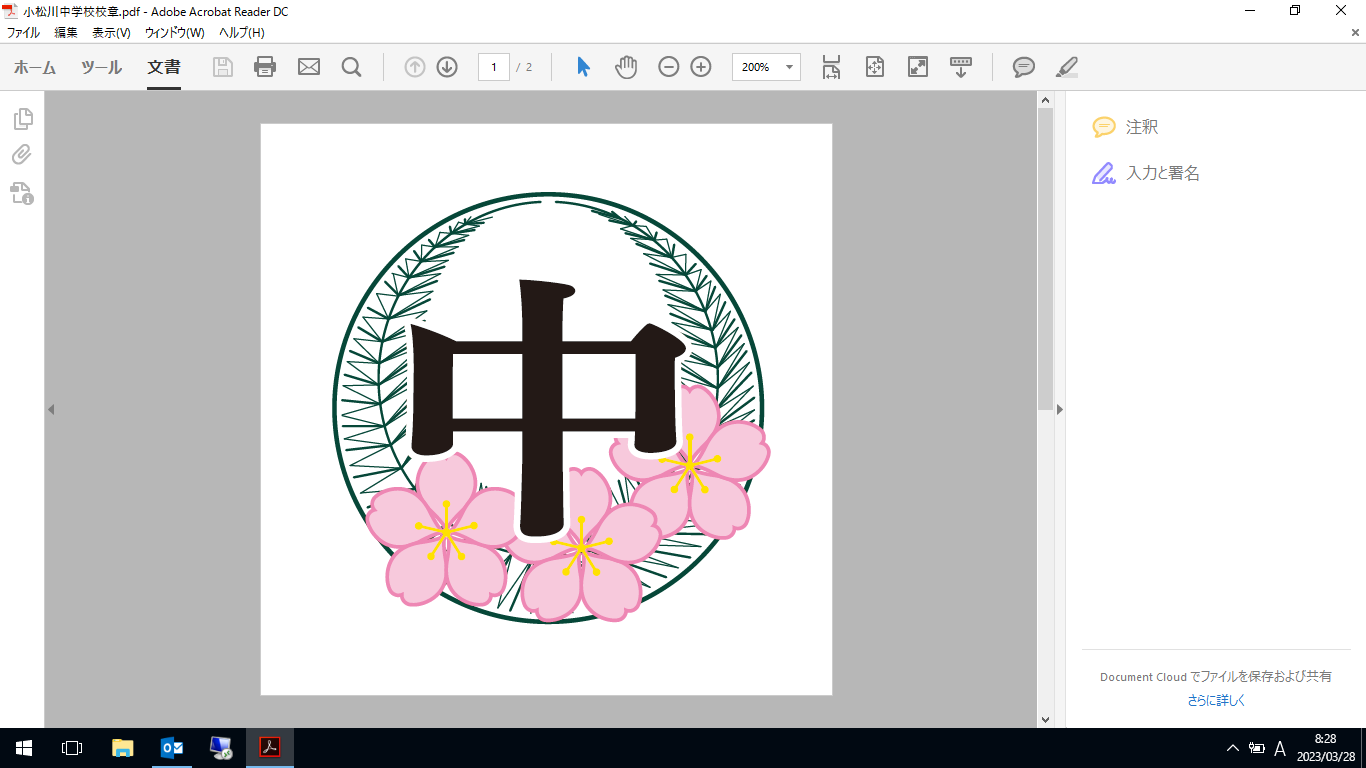 小松川中学校校章.pdf - Adobe Acrobat Reader DC
ファイル 編集 表示(V) ウィンドウ(W) ヘルプ(H)
ホーム ツール 文書 1 / 2 200%
注釈
入力と署名
中
Document Cloud でファイルを保存および共有
さらに詳しく
A
8:28
2023/03/28